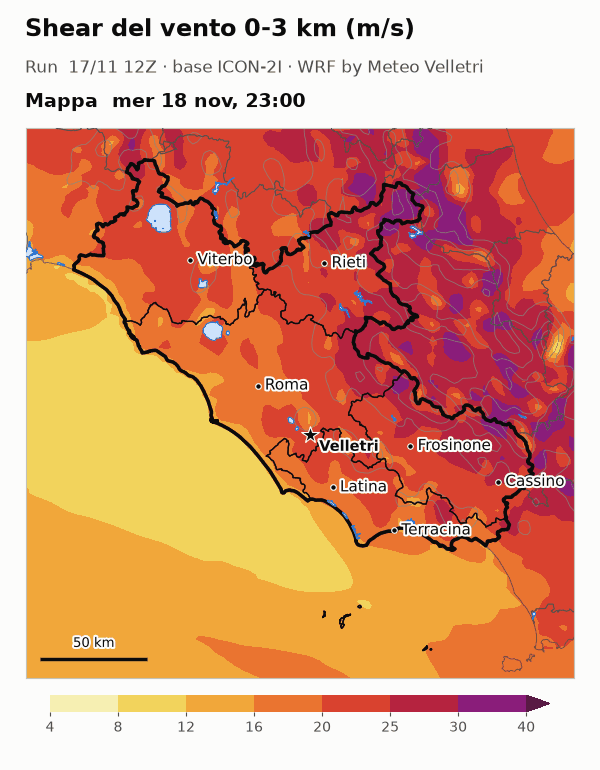 Shear del vento 0-3 km (m/s)
Run 17/11 12Z · base ICON-2I · WRF by Meteo Velletri
Mappa mer 18 nov, 23:00
Viterbo
Rieti
Roma
Velletri
Frosinone
Latina
Cassino
Terracina
50 km
4 8 12 16 20 25 30 40